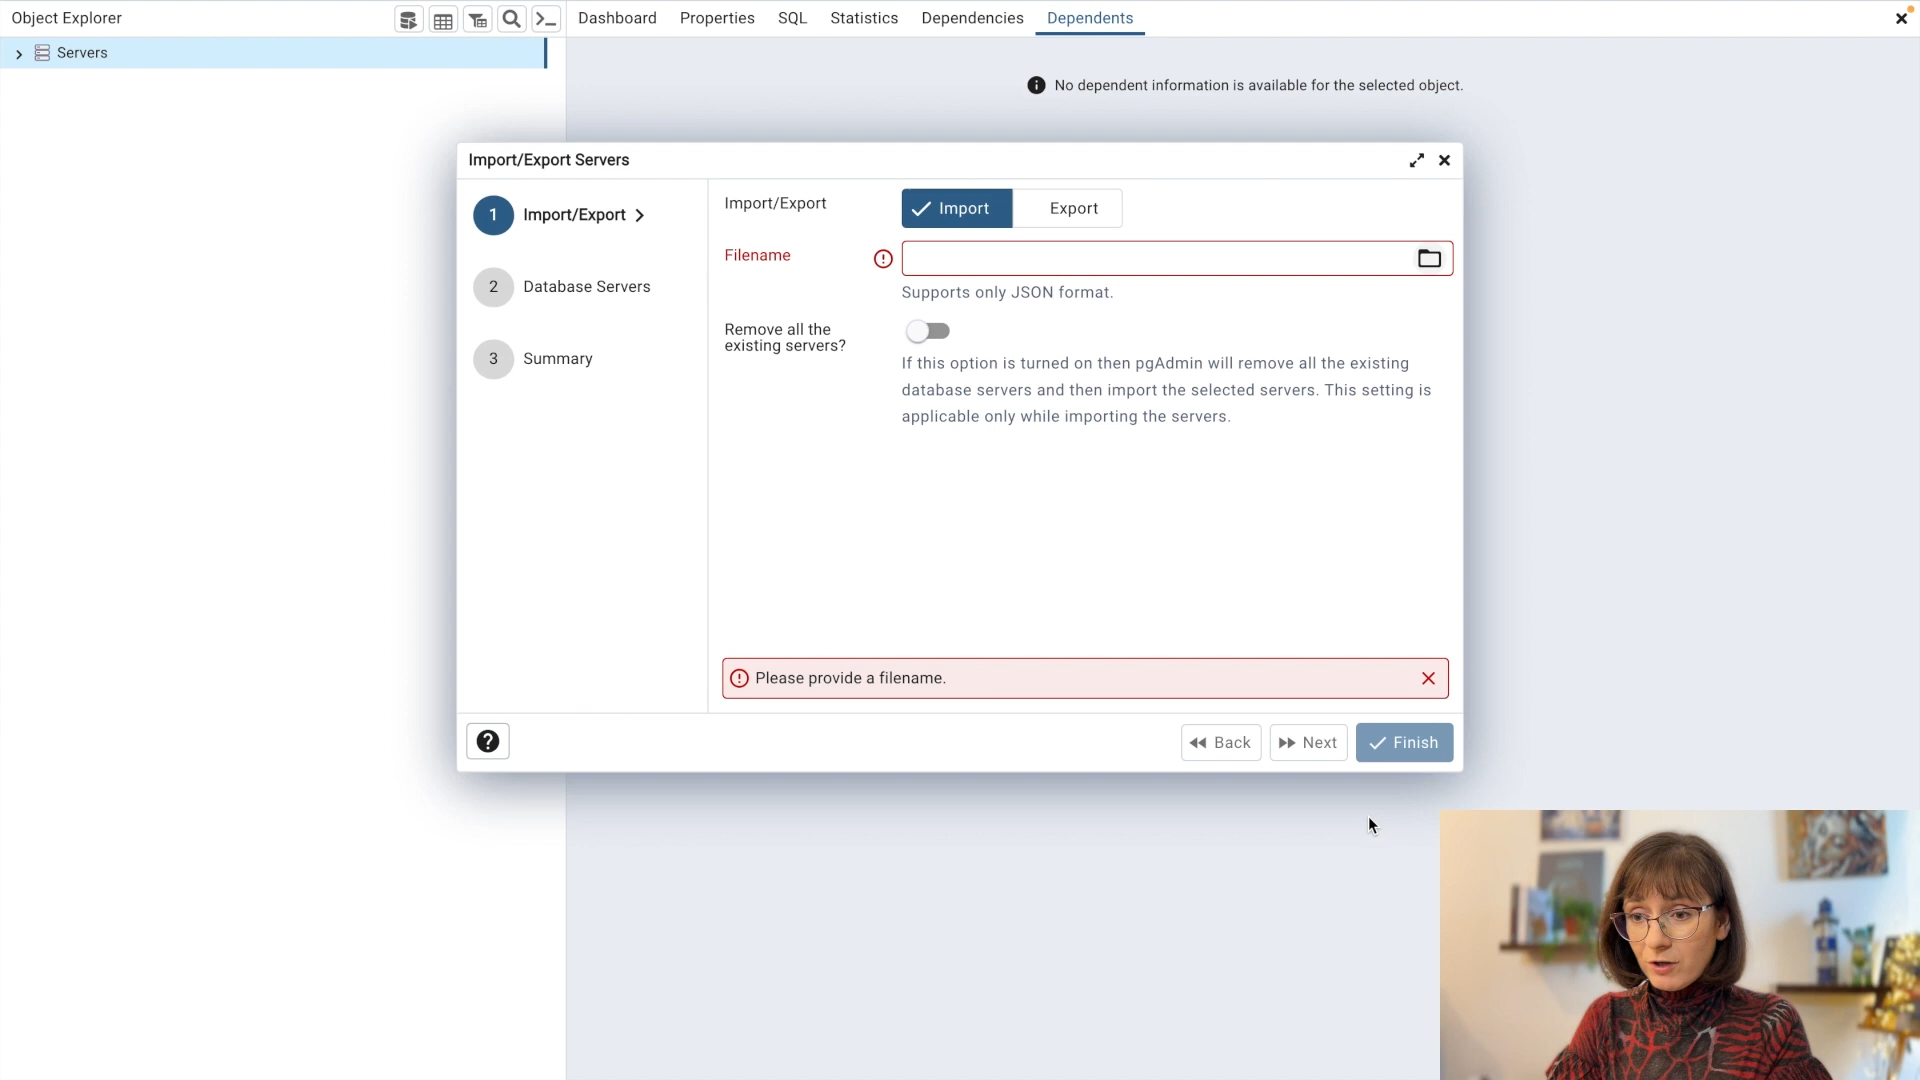 Object Explorer
Dashboard
Properties
SQL
Statistics
Dependencies
Dependents
Servers
No dependent information is available for the selected object.
Import/Export Servers
1
Import/Export
2
Database Servers
3
Summary
Import/Export
Import
Export
Filename
Supports only JSON format.
Remove all the
existing servers?
If this option is turned on then pgAdmin will remove all the existing
database servers and then import the selected servers. This setting is
applicable only while importing the servers.
Please provide a filename.
Back
Next
Finish